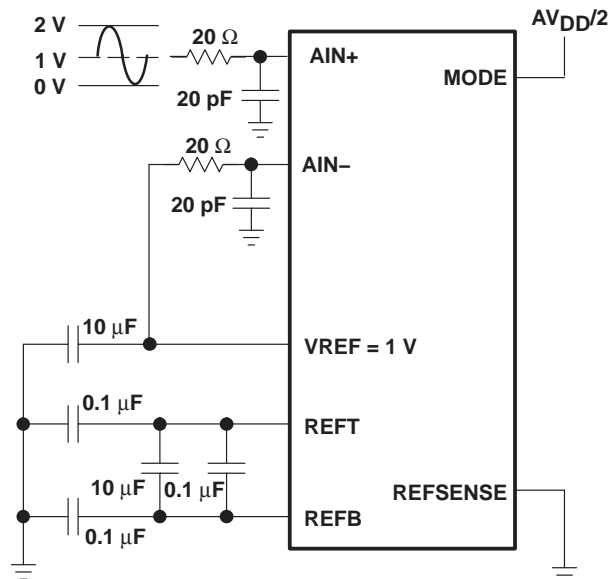 2 V
1 V
0 V
20 Ω
20 pF
AIN+
AV_DD/2
MODE
20 Ω
20 pF
AIN–
10 μF
VREF = 1 V
0.1 μF
REFT
10 μF
0.1 μF
REFSENSE
REFB
0.1 μF